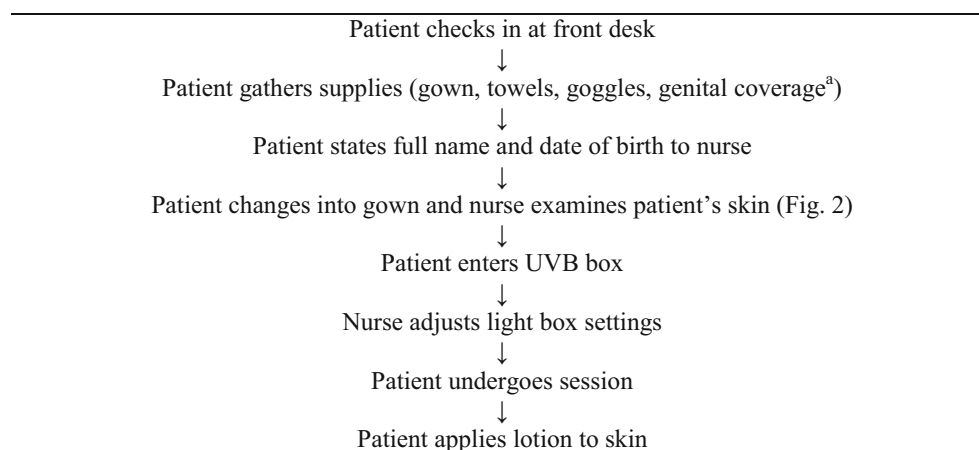 Patient checks in at front desk
↓
Patient gathers supplies (gown, towels, goggles, genital coverageᵃ)
↓
Patient states full name and date of birth to nurse
↓
Patient changes into gown and nurse examines patient’s skin (Fig. 2)
↓
Patient enters UVB box
↓
Nurse adjusts light box settings
↓
Patient undergoes session
↓
Patient applies lotion to skin